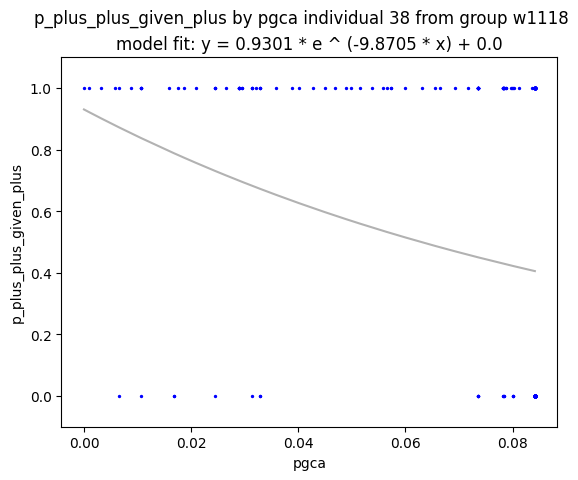 p_plus_plus_given_plus by pgca individual 38 from group w1118
model fit: y = 0.9301 * e ^ (-9.8705 * x) + 0.0
p_plus_plus_given_plus
1.0
0.8
0.6
0.4
0.2
0.0
0.00 0.02 0.04 0.06 0.08
pgca